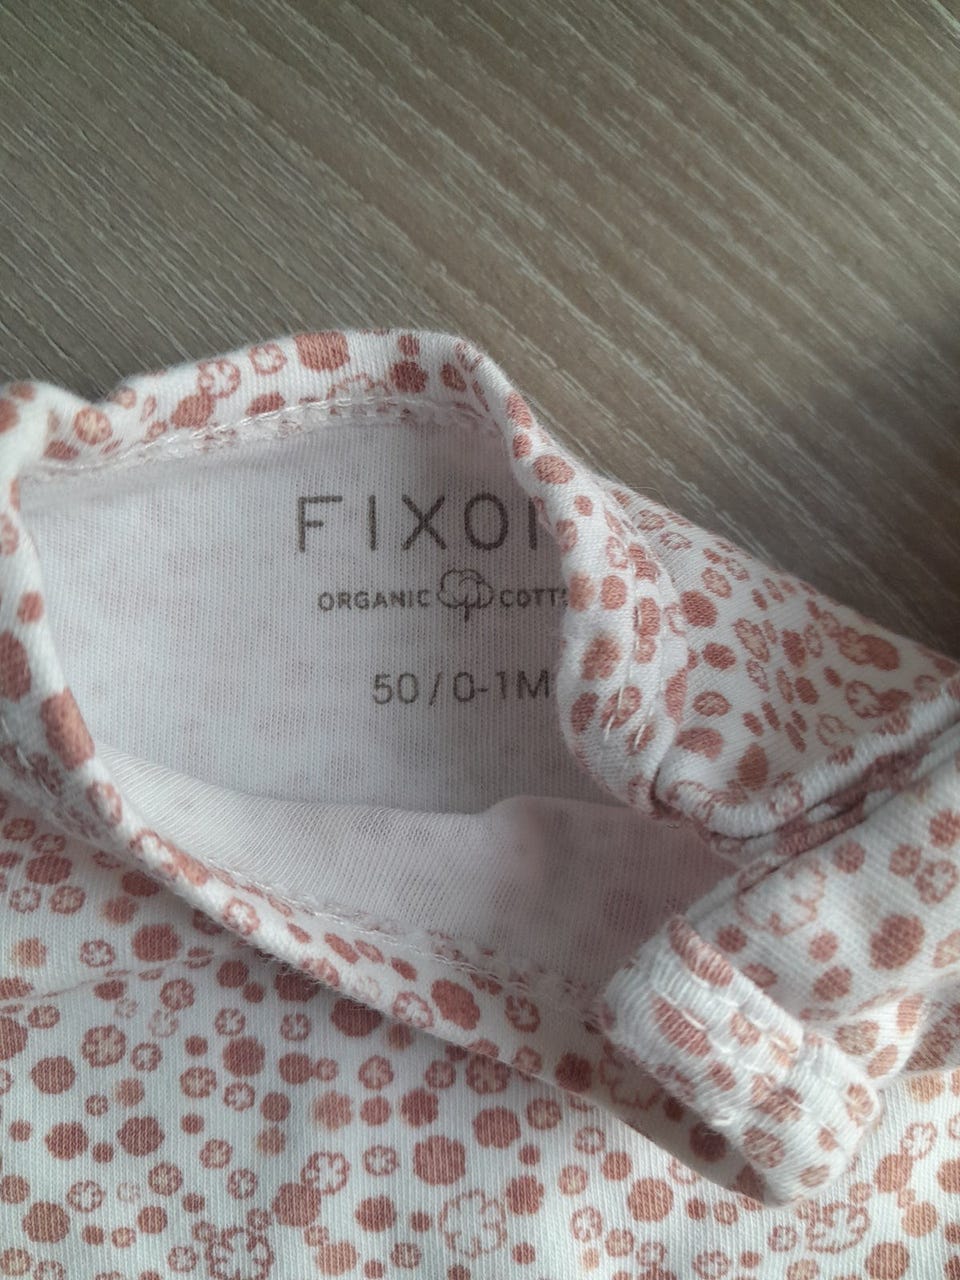 FIXO
ORGANIC COTT
50/0-1M